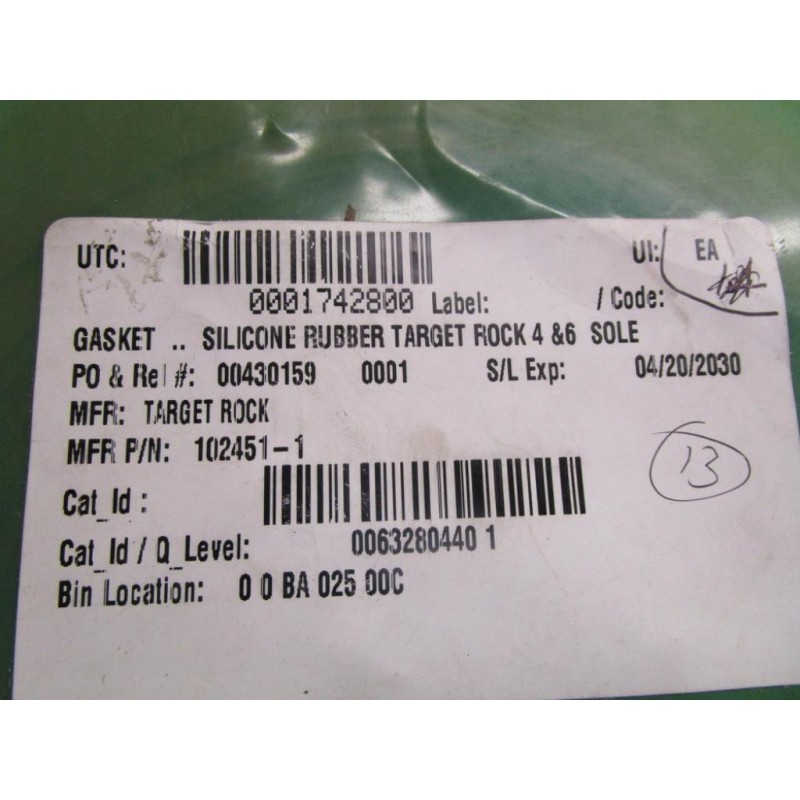 UTC: UI: EA
0001742800 Label: / Code:
GASKET .. SILICONE RUBBER TARGET ROCK 4 &6 SOLE
PO & Rel #: 00430159 0001 S/L Exp: 04/20/2030
MFR: TARGET ROCK
MFR P/N: 102451-1
13
Cat_Id :
Cat_Id / Q_Level: 0063280440 1
Bin Location: 0 0 BA 025 00C